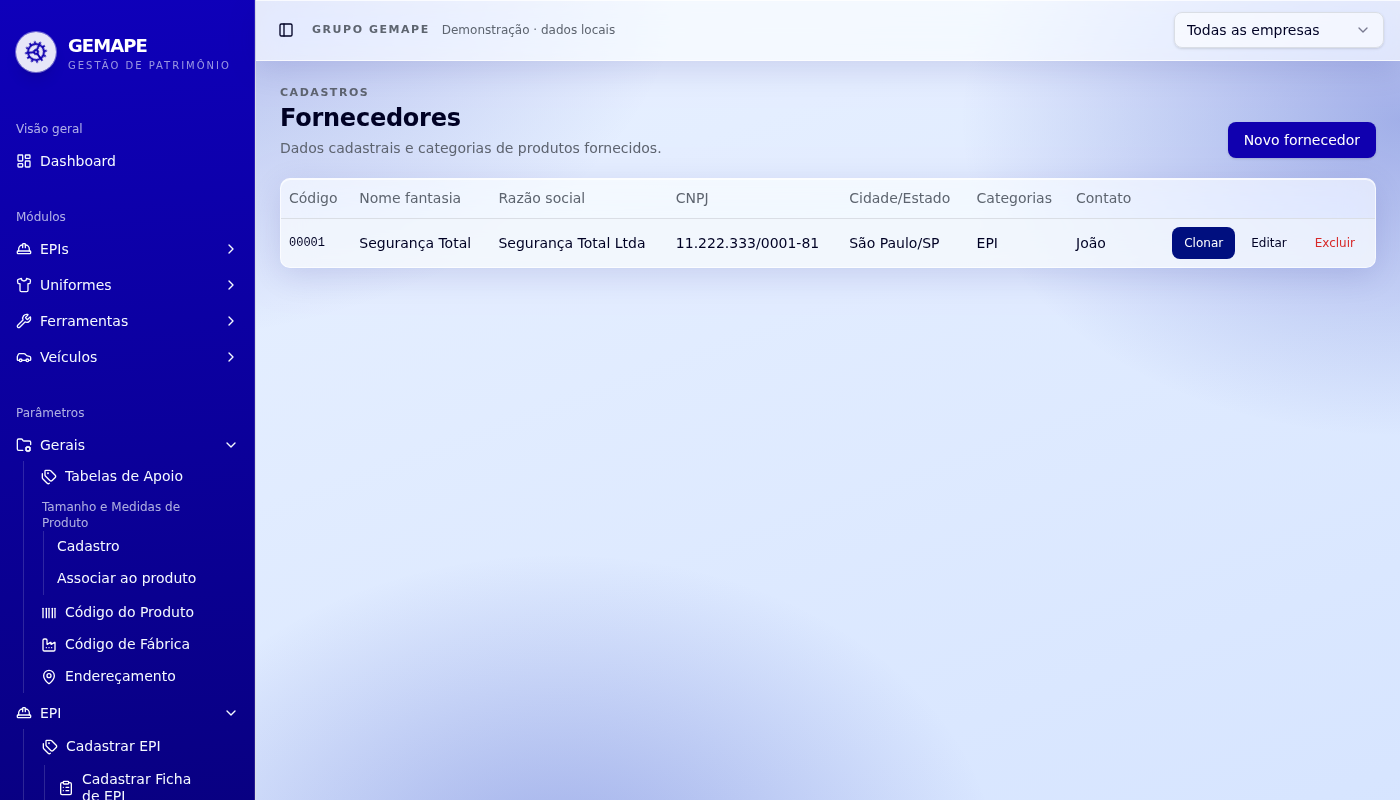 GEMAPE
GESTÃO DE PATRIMÔNIO
Visão geral
Dashboard
Módulos
EPIs
Uniformes
Ferramentas
Veículos
Parâmetros
Gerais
Tabelas de Apoio
Tamanho e Medidas de
Produto
Cadastro
Associar ao produto
Código do Produto
Código de Fábrica
Endereçamento
EPI
Cadastrar EPI
Cadastrar Ficha
de EPI
GRUPO GEMAPE Demonstração · dados locais
Todas as empresas
CADASTROS
Fornecedores
Dados cadastrais e categorias de produtos fornecidos.
Novo fornecedor
Código Nome fantasia Razão social CNPJ Cidade/Estado Categorias Contato
00001 Segurança Total Segurança Total Ltda 11.222.333/0001-81 São Paulo/SP EPI João Clonar Editar Excluir